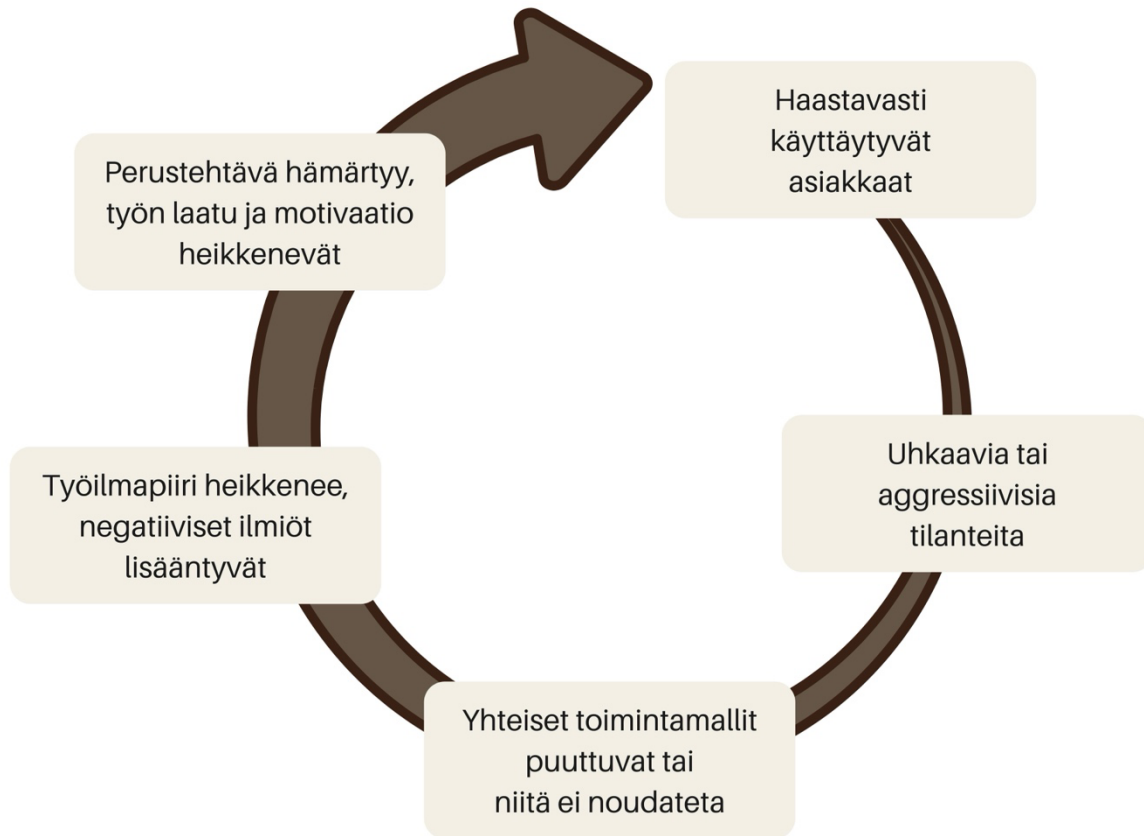 Haastavasti
käyttäytyvät
asiakkaat
Uhkaavia tai
aggressiivisia
tilanteita
Yhteiset toimintamallit
puuttuvat tai
niitä ei noudateta
Työilmapiiri heikkenee,
negatiiviset ilmiöt
lisääntyvät
Perustehtävä hämärtyy,
työn laatu ja motivaatio
heikkenevät